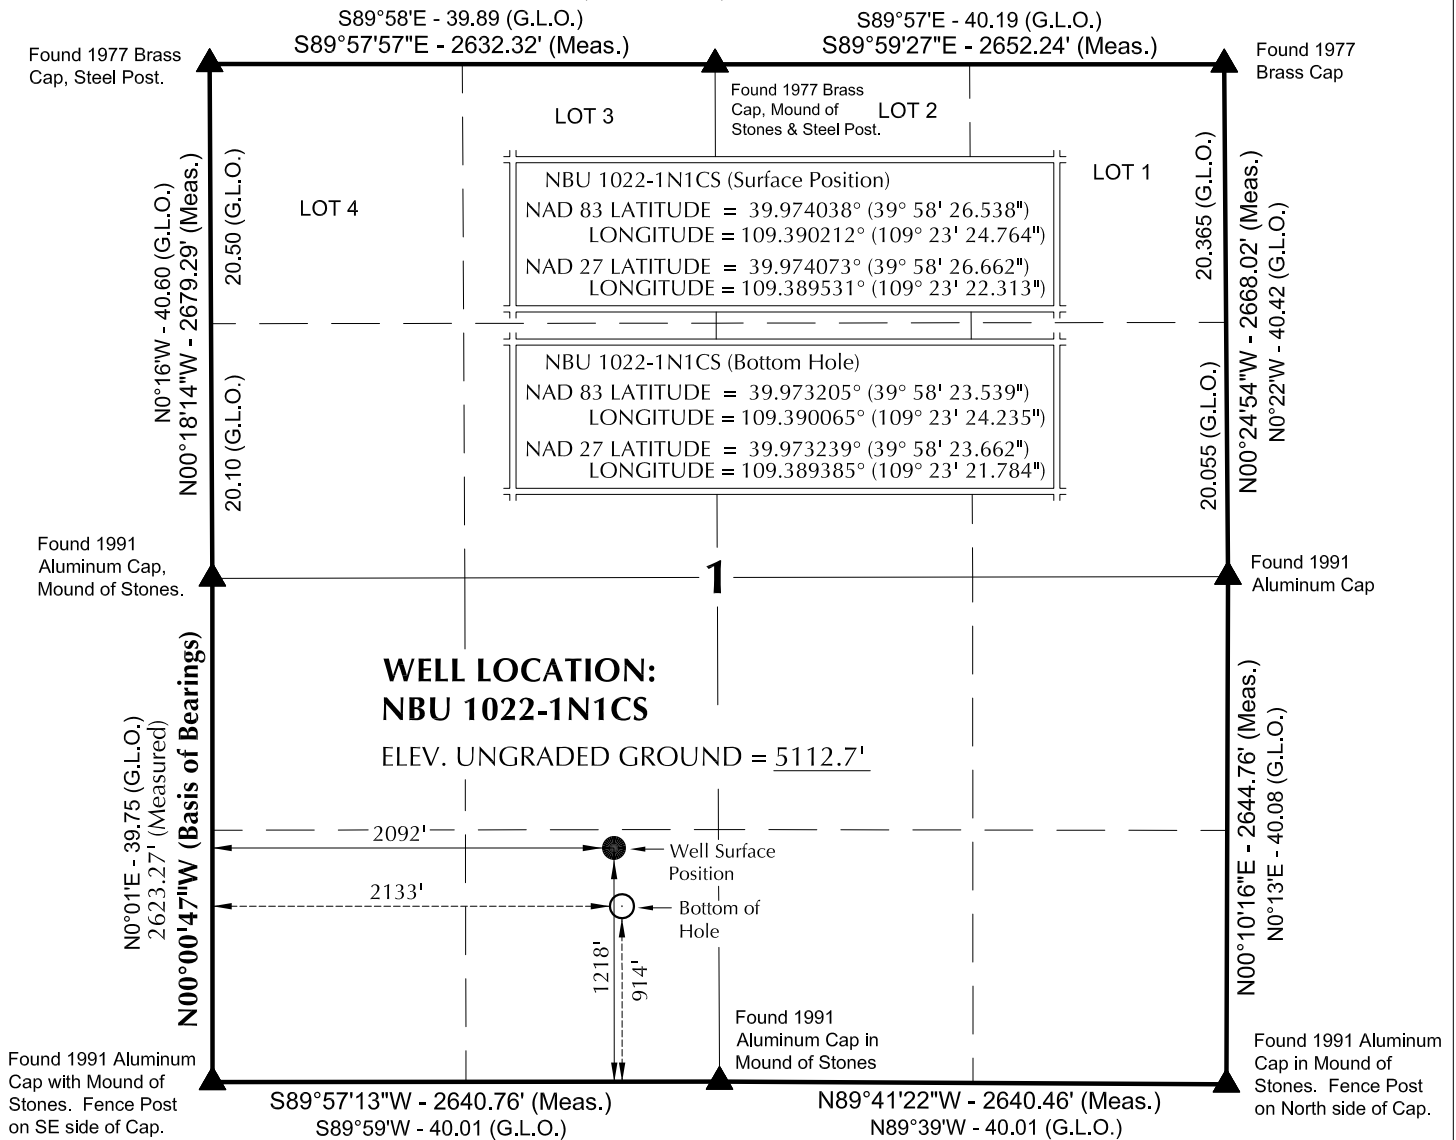 S89°58'E - 39.89 (G.L.O.)
S89°57'57"E - 2632.32' (Meas.)
S89°57'E - 40.19 (G.L.O.)
S89°59'27"E - 2652.24' (Meas.)
Found 1977 Brass
Cap, Steel Post.
Found 1977 Brass
Cap, Mound of
Stones & Steel Post.
Found 1977
Brass Cap
LOT 3
LOT 2
LOT 1
LOT 4
N0°16'W - 40.60 (G.L.O.)
N00°18'14"W - 2679.29' (Meas.)
20.50 (G.L.O.)
20.10 (G.L.O.)
20.365 (G.L.O.)
20.055 (G.L.O.)
N00°24'54"W - 2668.02' (Meas.)
N0°22'W - 40.42 (G.L.O.)
NBU 1022-1N1CS (Surface Position)
NAD 83 LATITUDE = 39.974038° (39° 58' 26.538")
LONGITUDE = 109.390212° (109° 23' 24.764")
NAD 27 LATITUDE = 39.974073° (39° 58' 26.662")
LONGITUDE = 109.389531° (109° 23' 22.313")
NBU 1022-1N1CS (Bottom Hole)
NAD 83 LATITUDE = 39.973205° (39° 58' 23.539")
LONGITUDE = 109.390065° (109° 23' 24.235")
NAD 27 LATITUDE = 39.973239° (39° 58' 23.662")
LONGITUDE = 109.389385° (109° 23' 21.784")
Found 1991
Aluminum Cap,
Mound of Stones.
1
Found 1991
Aluminum Cap
WELL LOCATION:
NBU 1022-1N1CS
ELEV. UNGRADED GROUND = 5112.7'
N0°01'E - 39.75 (G.L.O.)
2623.27' (Measured)
N00°00'47"W (Basis of Bearings)
2092'
Well Surface
Position
2133'
Bottom of
Hole
1218'
914'
N00°10'16"E - 2644.76' (Meas.)
N0°13'E - 40.08 (G.L.O.)
Found 1991 Aluminum
Cap with Mound of
Stones. Fence Post
on SE side of Cap.
Found 1991
Aluminum Cap in
Mound of Stones
Found 1991 Aluminum
Cap in Mound of
Stones. Fence Post
on North side of Cap.
S89°57'13"W - 2640.76' (Meas.)
S89°59'W - 40.01 (G.L.O.)
N89°41'22"W - 2640.46' (Meas.)
N89°39'W - 40.01 (G.L.O.)